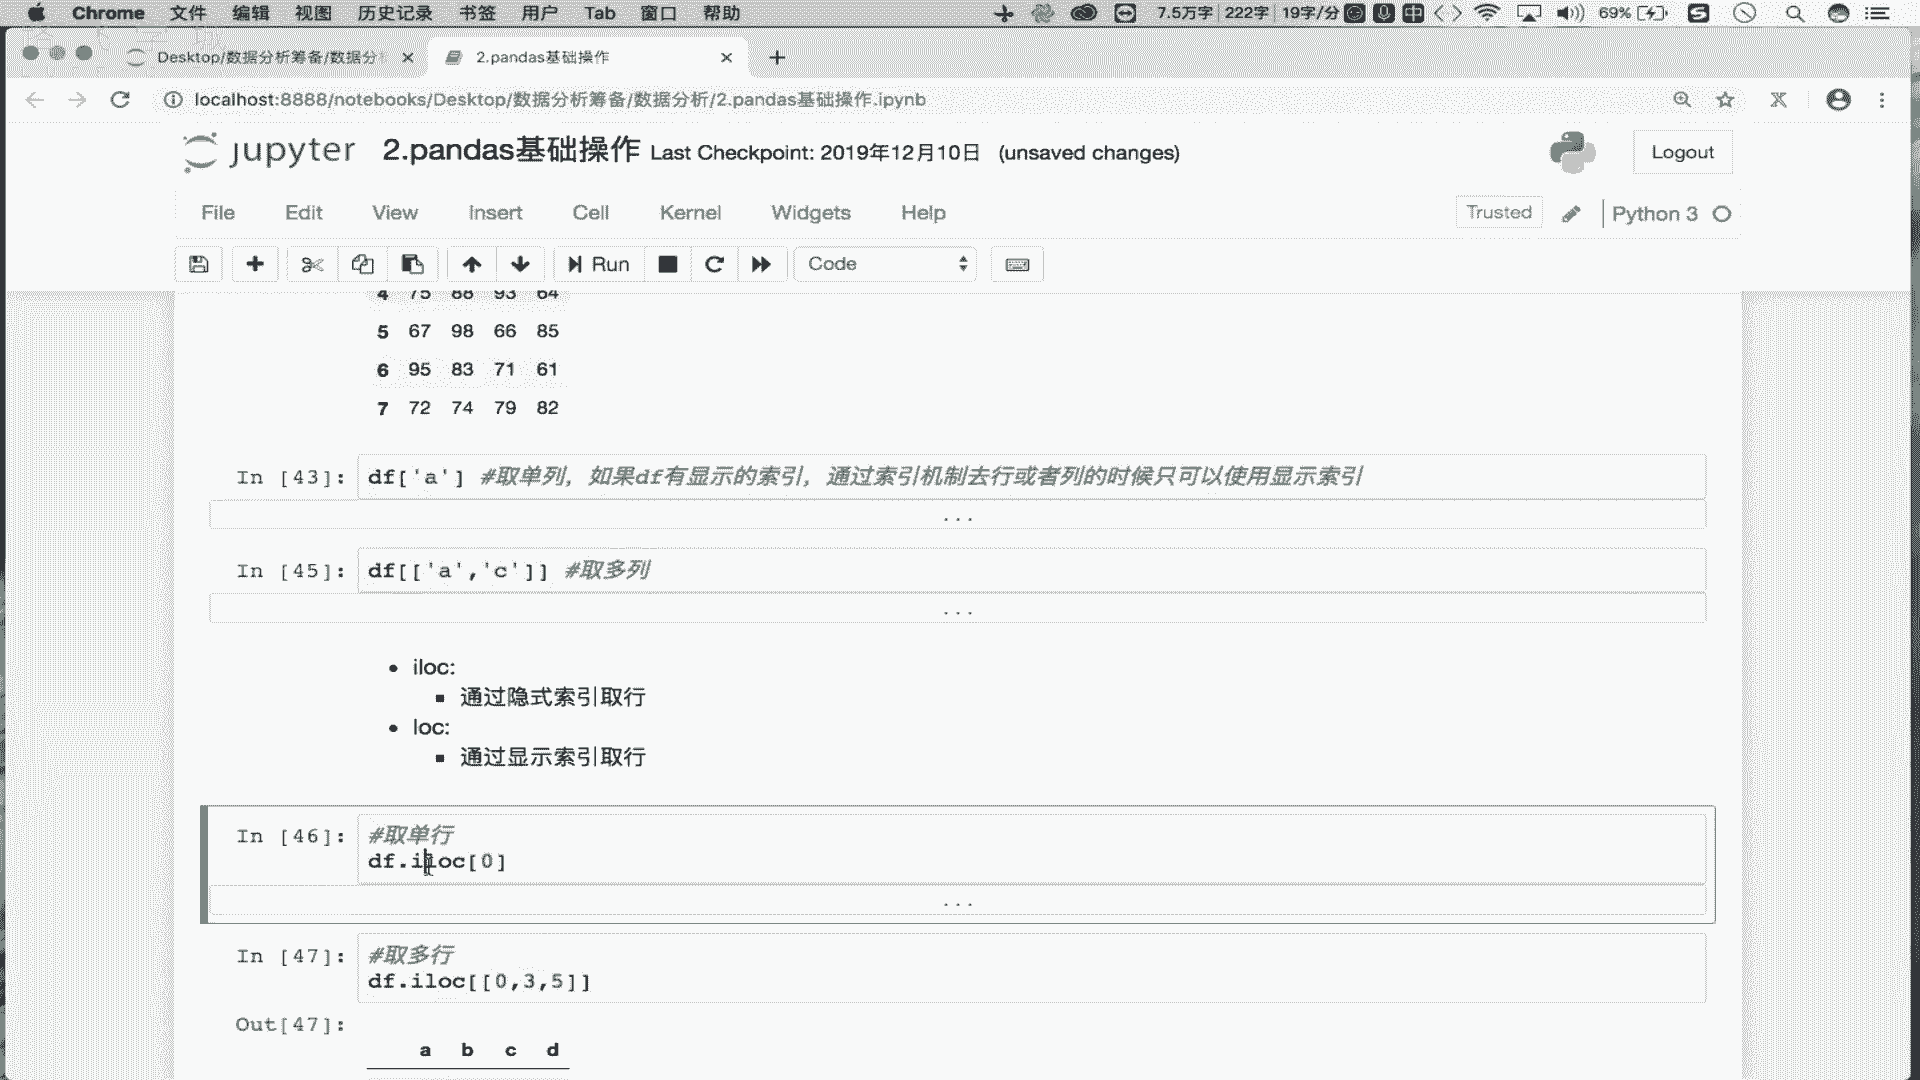 Chrome 文件 编辑 视图 历史记录 书签 用户 Tab 窗口 帮助 7.5万字 222字 19字/分 中 69%
Desktop/数据分析筹备/数据分 2.pandas基础操作
localhost:8888/notebooks/Desktop/数据分析筹备/数据分析/2.pandas基础操作.ipynb
jupyter 2.pandas基础操作 Last Checkpoint: 2019年12月10日 (unsaved changes) Logout
File Edit View Insert Cell Kernel Widgets Help Trusted Python 3
Run Code
4 75 88 93 64
5 67 98 66 85
6 95 83 71 61
7 72 74 79 82
In [43]: df['a'] #取单列，如果df有显示的索引，通过索引机制去行或者列的时候只可以使用显示索引
...
In [45]: df[['a','c']] #取多列
...
iloc:
通过隐式索引取行
loc:
通过显示索引取行
In [46]: #取单行
df.iloc[0]
...
In [47]: #取多行
df.iloc[[0,3,5]]
Out[47]:
a b c d